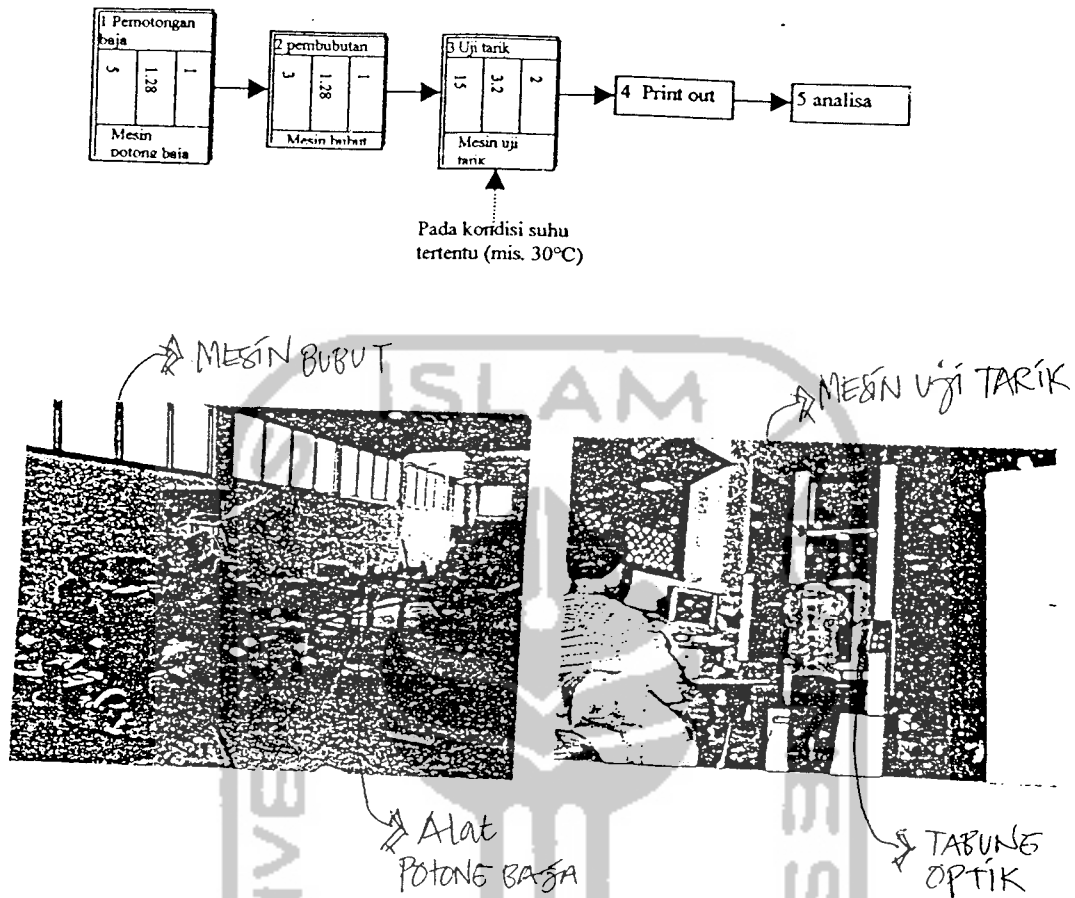 1 Pemotongan
baja
5
1.28
1
Mesin
potong baja
2 pembubutan
3
1.28
1
Mesin bubut
3 Uji tarik
15
3.2
2
Mesin uji
tarik
4 Print out
5 analisa
Pada kondisi suhu
tertentu (mis. 30°C)
MESIN BUBUT
MESIN Uji TARIK
ISLAM
Alat
POTONG BAJA
TABUNG
OPTIK